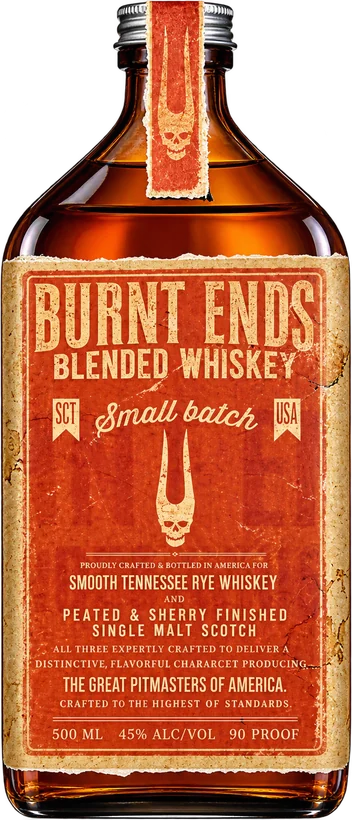 BURNT ENDS
BLENDED WHISKEY
SCT Small batch USA
PROUDLY CRAFTED & BOTTLED IN AMERICA FOR
SMOOTH TENNESSEE RYE WHISKEY
AND
PEATED & SHERRY FINISHED
SINGLE MALT SCOTCH
ALL THREE EXPERTLY CRAFTED TO DELIVER A
DISTINCTIVE, FLAVORFUL CHARARCET PRODUCING
THE GREAT PITMASTERS OF AMERICA.
CRAFTED TO THE HIGHEST OF STANDARDS.
500 ML 45% ALC/VOL 90 PROOF